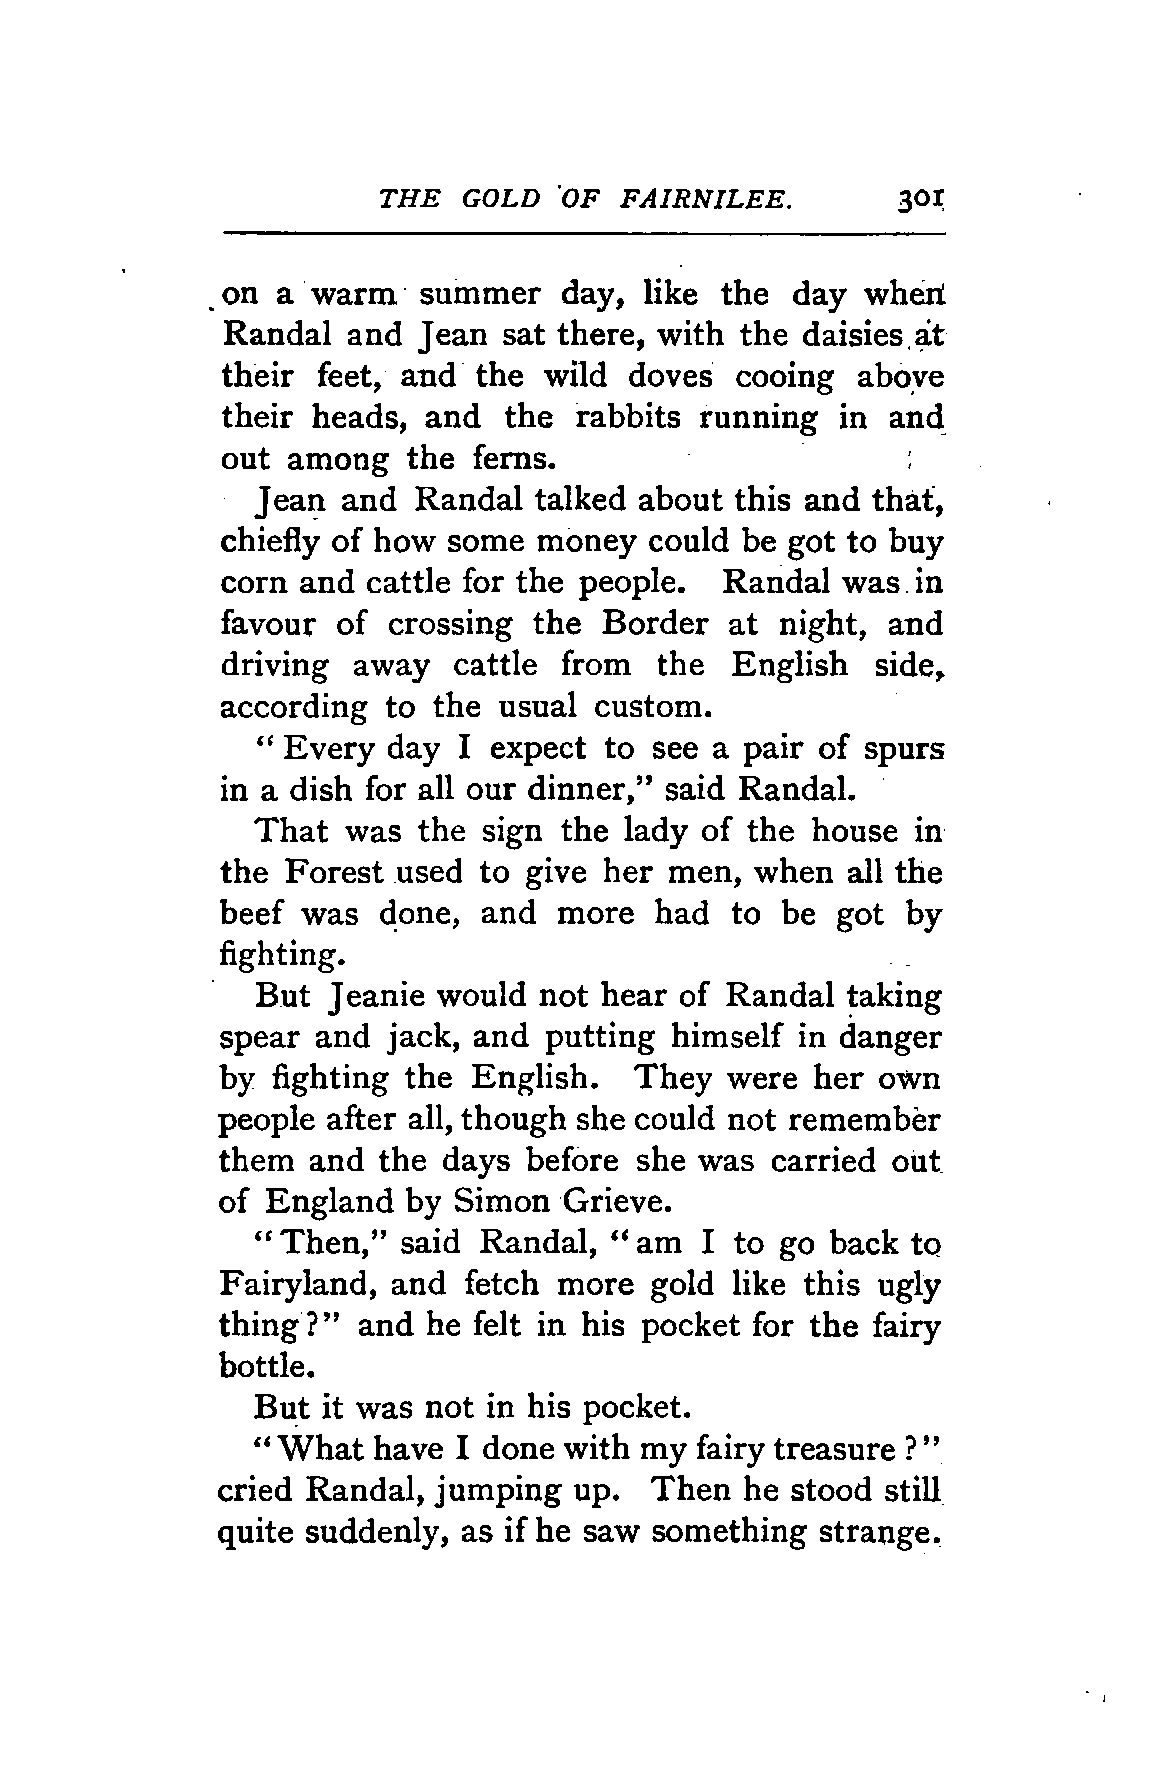 THE GOLD OF FAIRNILEE. 301
on a warm summer day, like the day when
Randal and Jean sat there, with the daisies at
their feet, and the wild doves cooing above
their heads, and the rabbits running in and
out among the ferns.
Jean and Randal talked about this and that,
chiefly of how some money could be got to buy
corn and cattle for the people. Randal was in
favour of crossing the Border at night, and
driving away cattle from the English side,
according to the usual custom.
"Every day I expect to see a pair of spurs
in a dish for all our dinner," said Randal.
That was the sign the lady of the house in
the Forest used to give her men, when all the
beef was done, and more had to be got by
fighting.
But Jeanie would not hear of Randal taking
spear and jack, and putting himself in danger
by fighting the English. They were her own
people after all, though she could not remember
them and the days before she was carried out
of England by Simon Grieve.
"Then," said Randal, "am I to go back to
Fairyland, and fetch more gold like this ugly
thing?" and he felt in his pocket for the fairy
bottle.
But it was not in his pocket.
"What have I done with my fairy treasure?"
cried Randal, jumping up. Then he stood still
quite suddenly, as if he saw something strange.